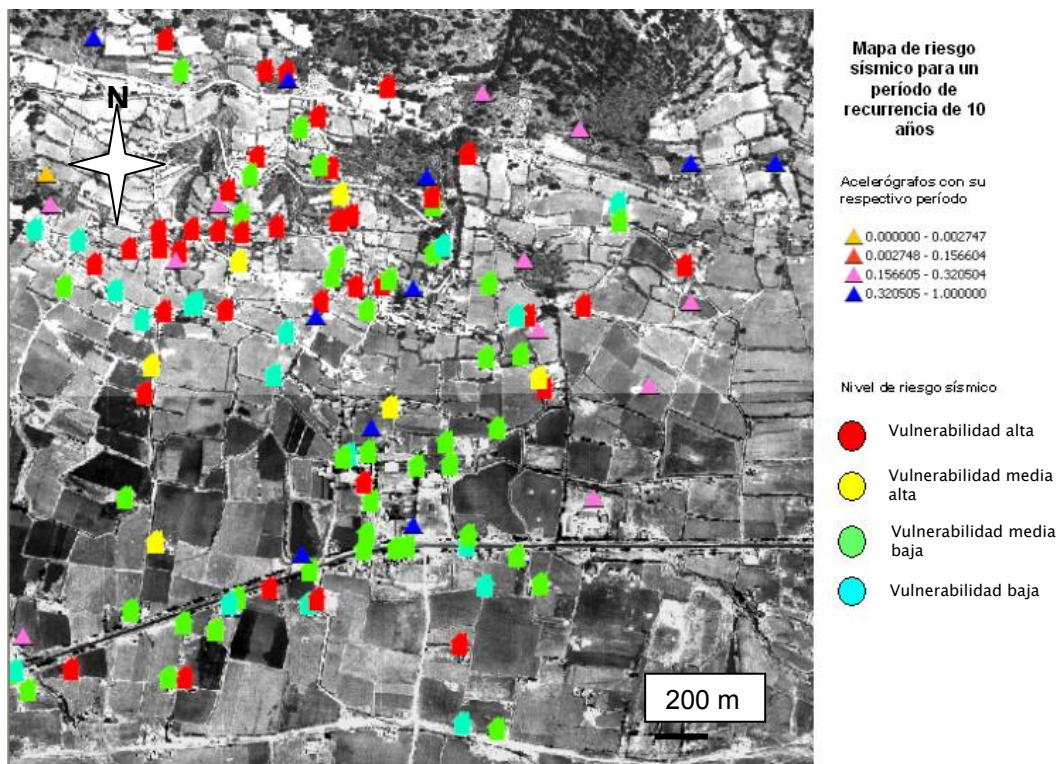 N
200 m
Mapa de riesgo
sísmico para un
período de
recurrencia de 10
años
Acelerógrafos con su
respectivo período
0.000000 - 0.002747
0.002748 - 0.156604
0.156605 - 0.320504
0.320505 - 1.000000
Nivel de riesgo sísmico
Vulnerabilidad alta
Vulnerabilidad media
alta
Vulnerabilidad media
baja
Vulnerabilidad baja